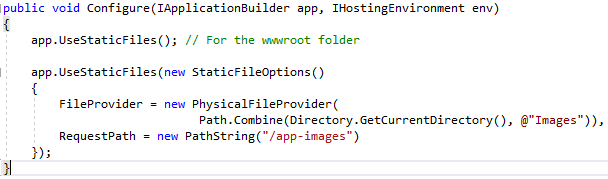 public void Configure(IApplicationBuilder app, IHostingEnvironment env)
{
    app.UseStaticFiles(); // For the wwwroot folder

    app.UseStaticFiles(new StaticFileOptions()
    {
        FileProvider = new PhysicalFileProvider(
                            Path.Combine(Directory.GetCurrentDirectory(), @"Images")),
        RequestPath = new PathString("/app-images")
    });
}